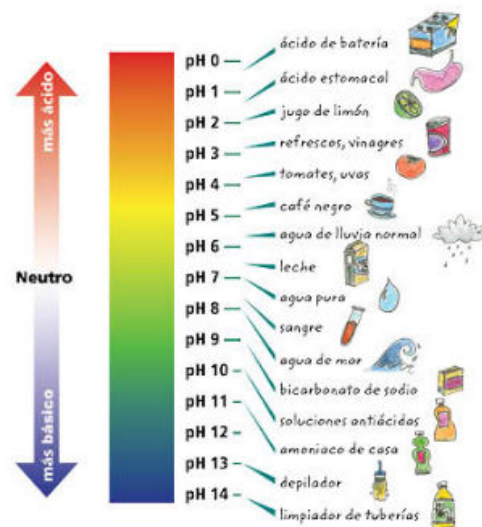 más ácido
Neutro
más básico
pH 0
pH 1
pH 2
pH 3
pH 4
pH 5
pH 6
pH 7
pH 8
pH 9
pH 10
pH 11
pH 12
pH 13
pH 14
ácido de batería
ácido estomacol
jugo de limón
refrescos, vinagres
tomates, uvas
café negro
agua de lluvia normal
leche
agua pura
sangre
agua de mar
bicarbonato de sodio
soluciones antiácidas
amoniaco de casa
depilador
limpiador de tuberías